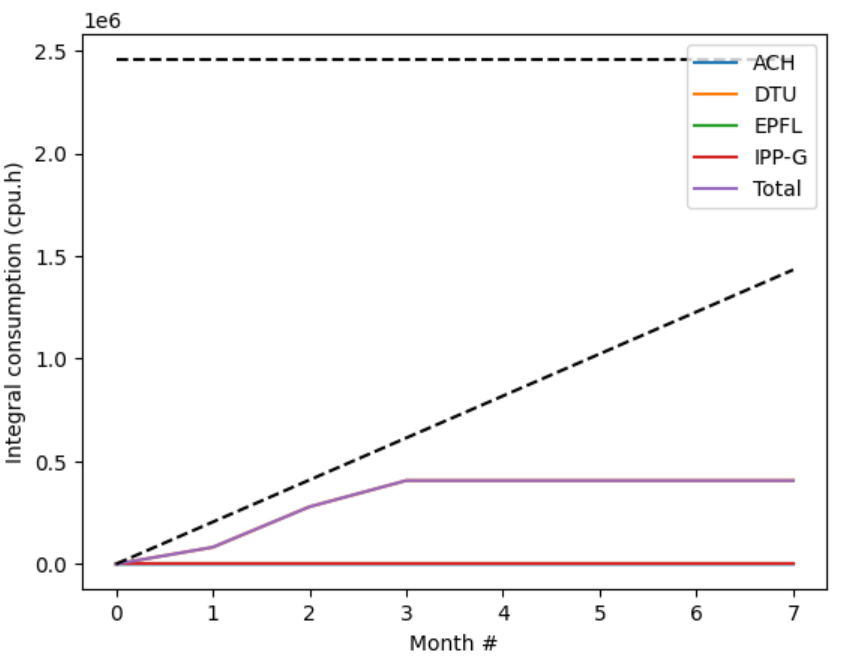 1e6
2.5
2.0
1.5
1.0
0.5
0.0
Integral consumption (cpu.h)
ACH
DTU
EPFL
IPP-G
Total
0 1 2 3 4 5 6 7
Month #